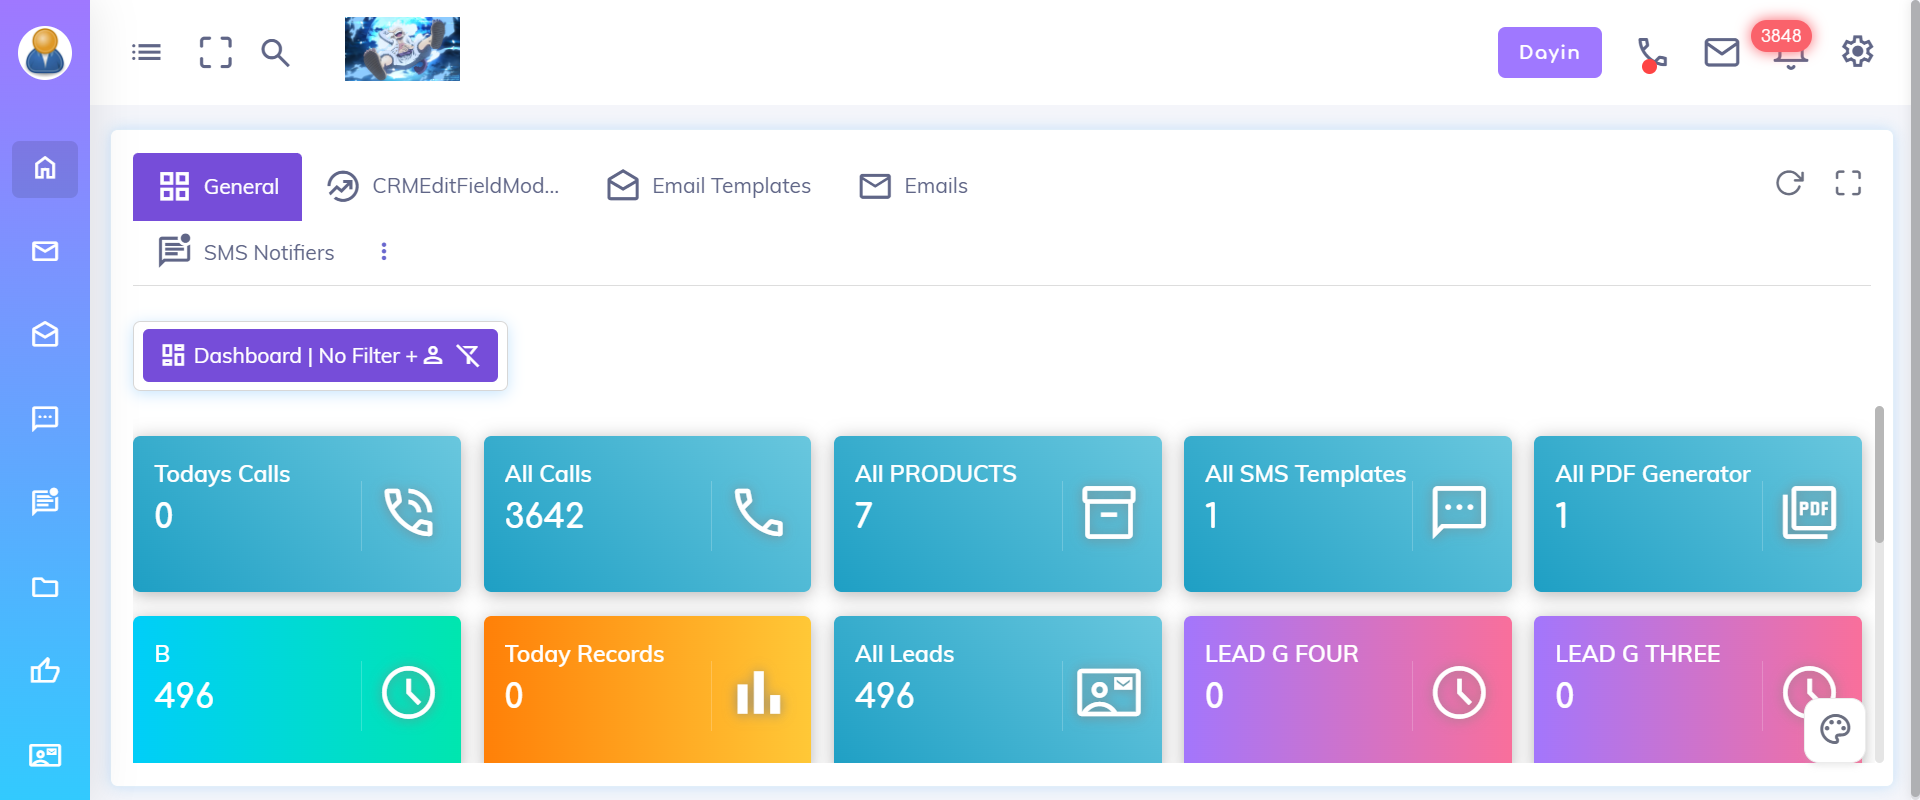 Dayin
3848
General
CRMEditFieldMod...
Email Templates
Emails
SMS Notifiers
Dashboard | No Filter +
Todays Calls
0
All Calls
3642
All PRODUCTS
7
All SMS Templates
1
All PDF Generator
1
PDF
B
496
Today Records
0
All Leads
496
LEAD G FOUR
0
LEAD G THREE
0